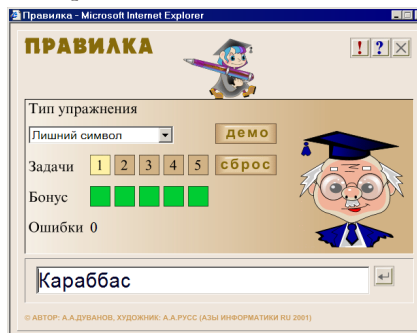 Правилка - Microsoft Internet Explorer
ПРАВИЛКА
! ? ×
Тип упражнения
Лишний символ
демо
Задачи 1 2 3 4 5 сброс
Бонус
Ошибки 0
Караббас
© АВТОР: А.А.ДУВАНОВ, ХУДОЖНИК: А.А.РУСС (АЗЫ ИНФОРМАТИКИ RU 2001)